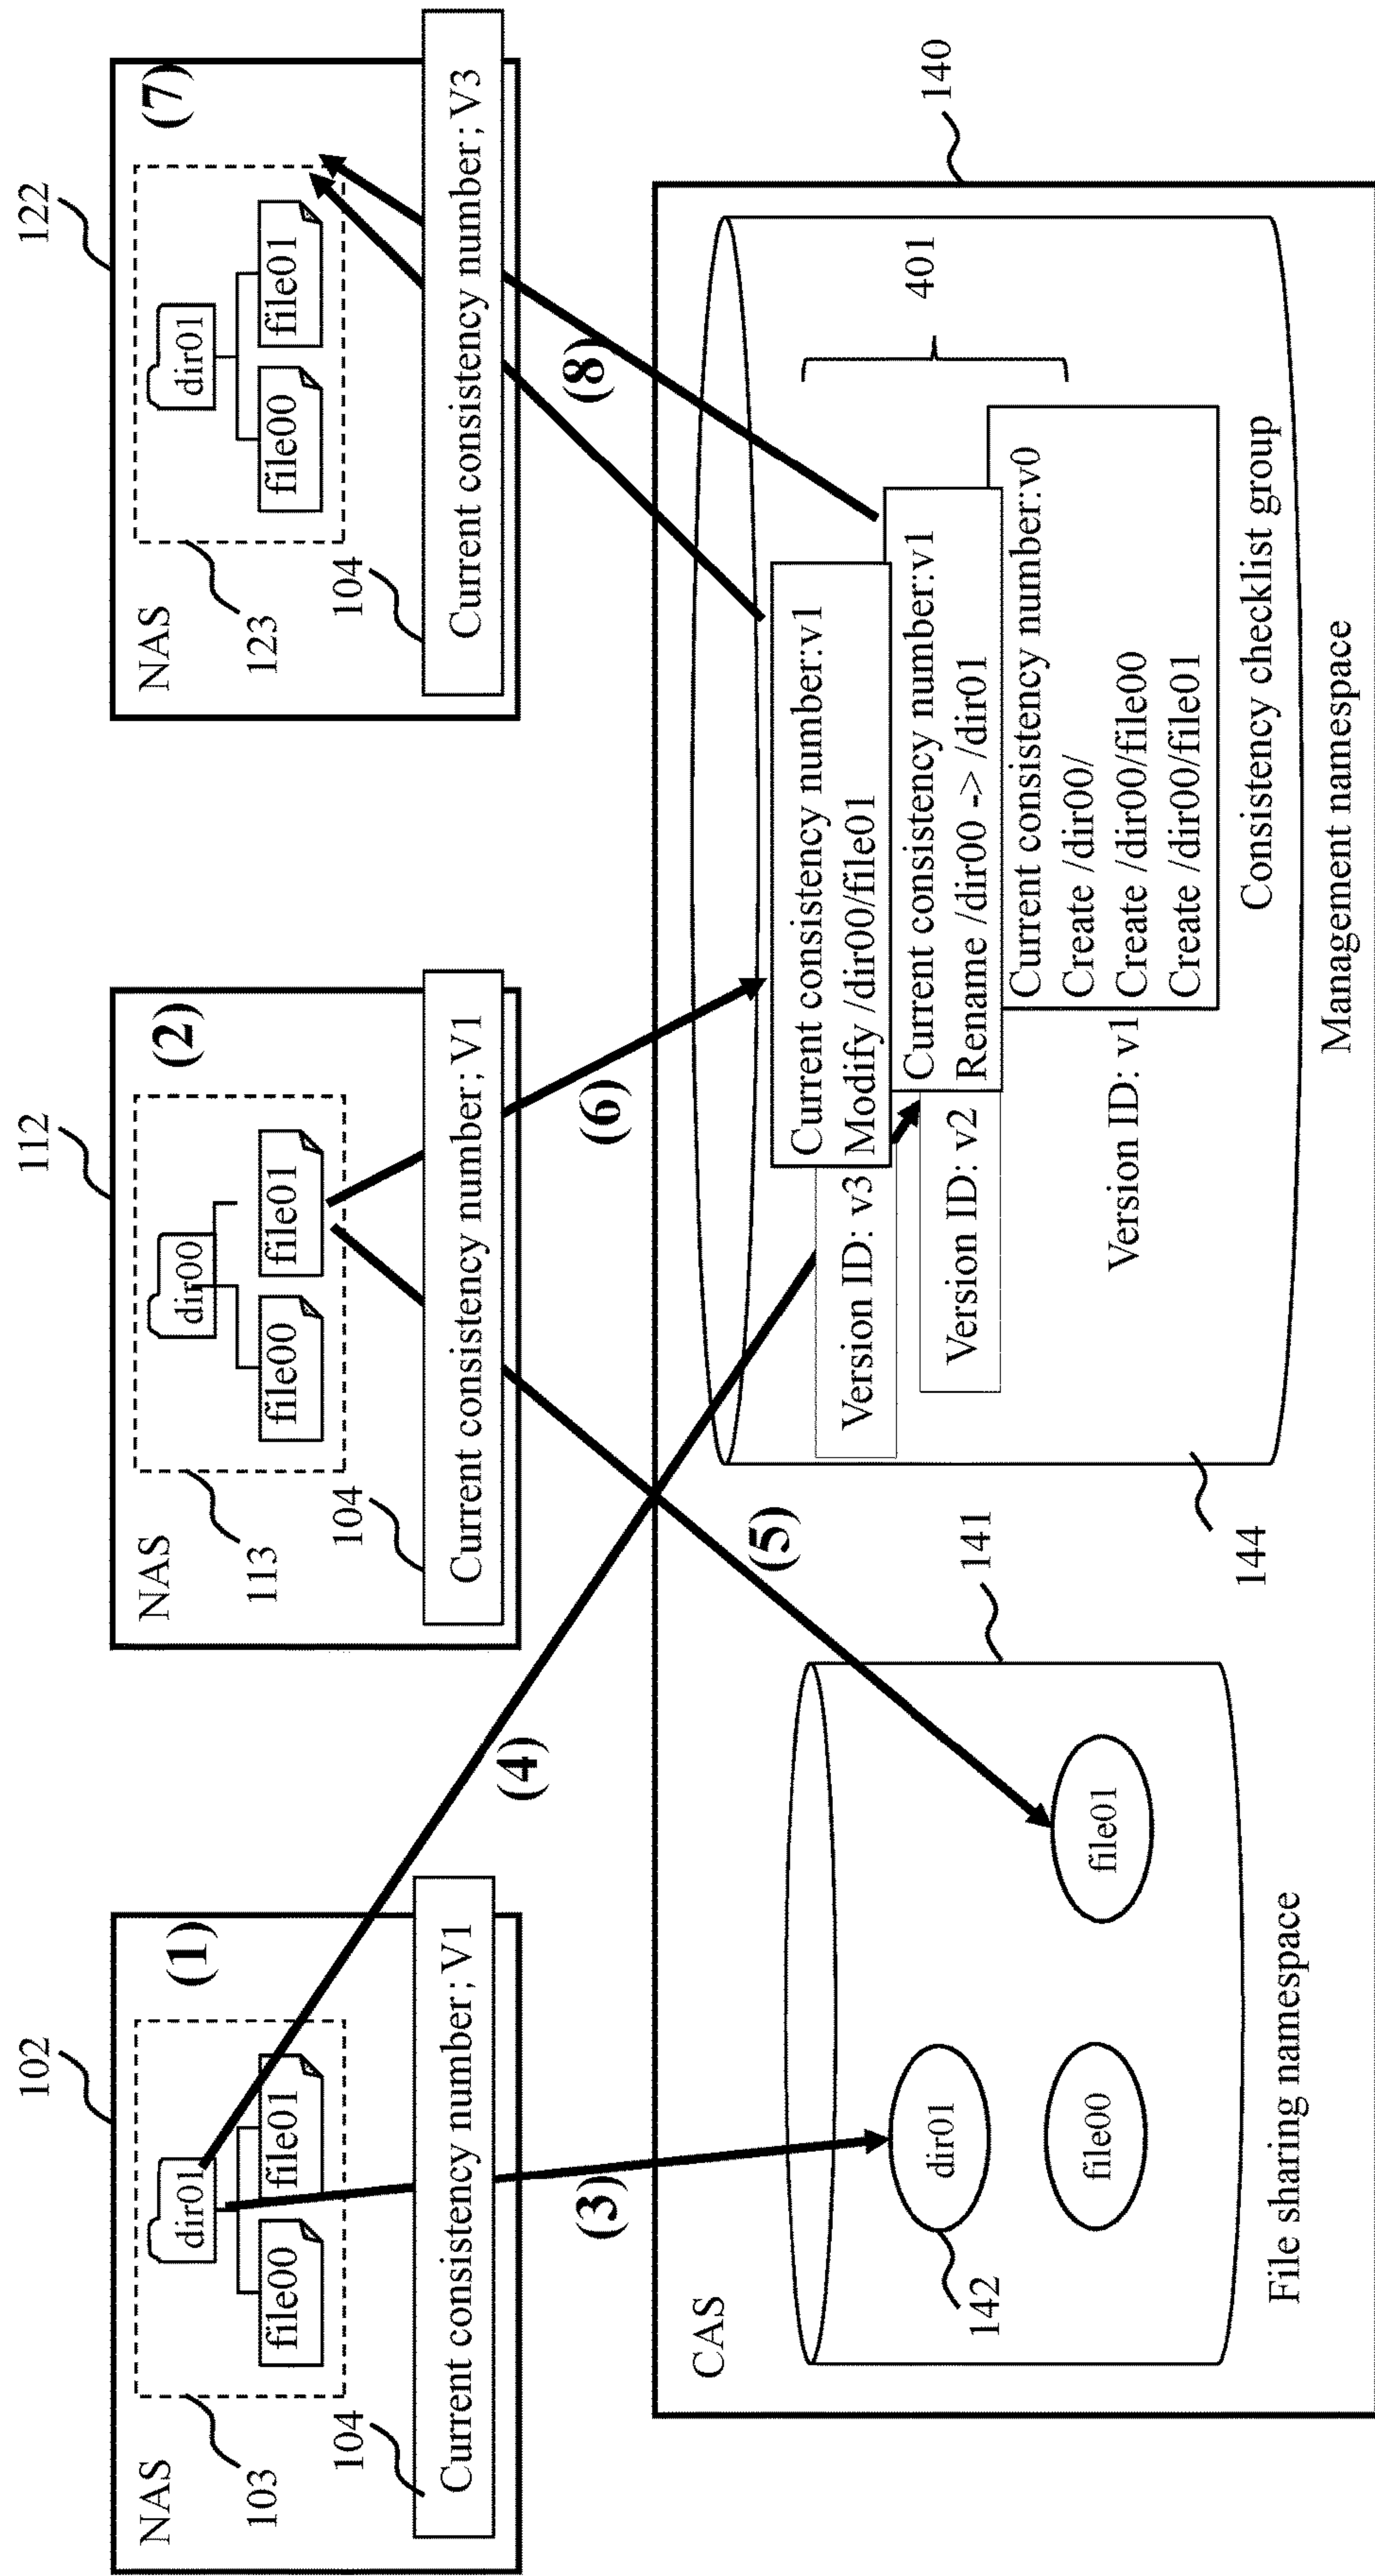 102
NAS
(1)
dir01
file00
file01
103
104
Current consistency number; V1
112
NAS
(2)
dir00
file00
file01
113
104
Current consistency number; V1
122
NAS
(7)
dir01
file00
file01
123
104
Current consistency number; V3
(3)
(4)
(5)
(6)
(8)
140
CAS
141
dir01
142
file00
file01
File sharing namespace
144
401
Current consistency number:v1
Version ID: v3
Modify /dir00/file01
Current consistency number:v1
Version ID: v2
Rename /dir00 -> /dir01
Current consistency number:v0
Create /dir00/
Create /dir00/file00
Create /dir00/file01
Version ID: v1
Consistency checklist group
Management namespace